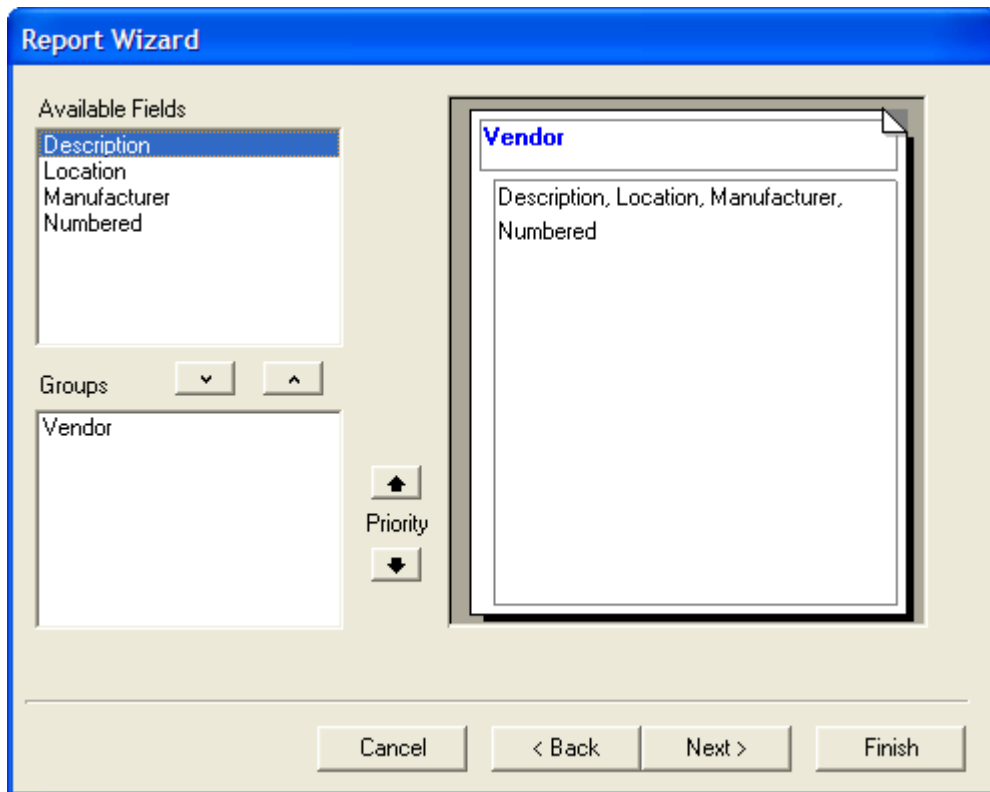 Report Wizard
Available Fields
Description
Location
Manufacturer
Numbered
Groups
Vendor
Priority
Vendor
Description, Location, Manufacturer,
Numbered
Cancel
< Back
Next >
Finish